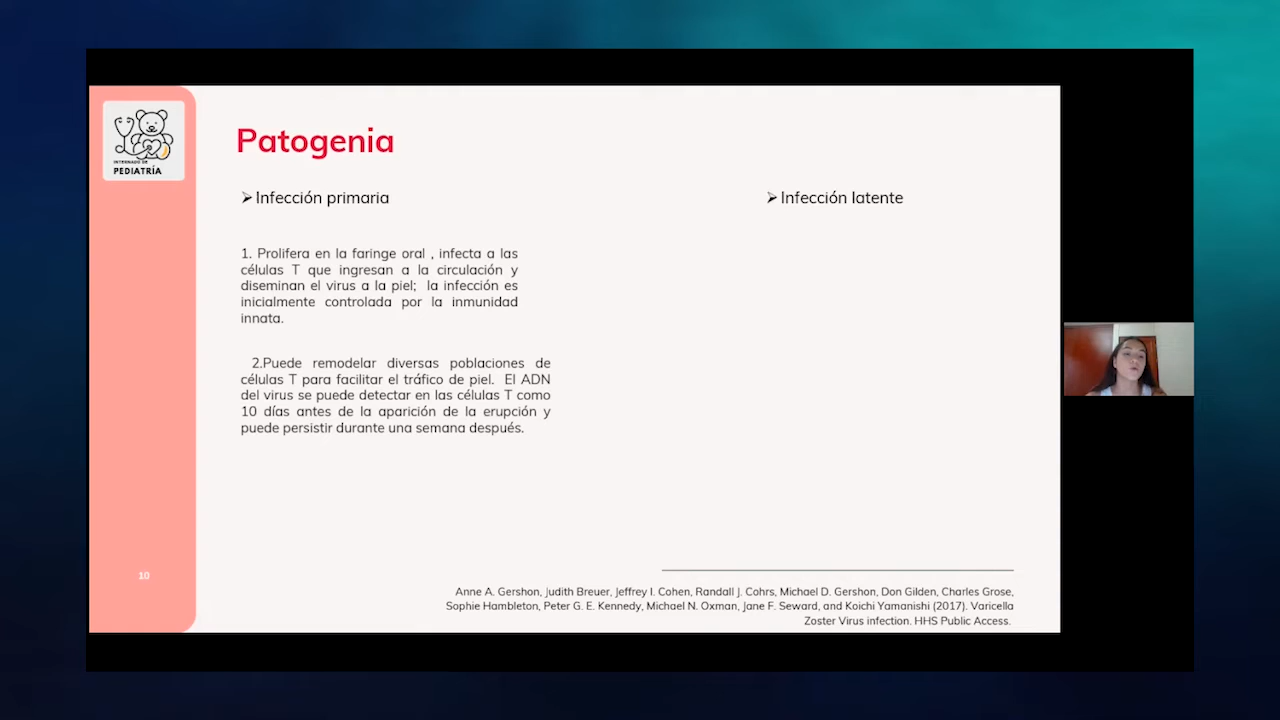 INTERNADO DE
PEDIATRÍA
Patogenia
➢ Infección primaria
➢ Infección latente
1. Prolifera en la faringe oral , infecta a las
células T que ingresan a la circulación y
diseminan el virus a la piel; la infección es
inicialmente controlada por la inmunidad
innata.
2.Puede remodelar diversas poblaciones de
células T para facilitar el tráfico de piel. El ADN
del virus se puede detectar en las células T como
10 días antes de la aparición de la erupción y
puede persistir durante una semana después.
10
Anne A. Gershon, Judith Breuer, Jeffrey I. Cohen, Randall J. Cohrs, Michael D. Gershon, Don Gilden, Charles Grose,
Sophie Hambleton, Peter G. E. Kennedy, Michael N. Oxman, Jane F. Seward, and Koichi Yamanishi (2017). Varicella
Zoster Virus infection. HHS Public Access.